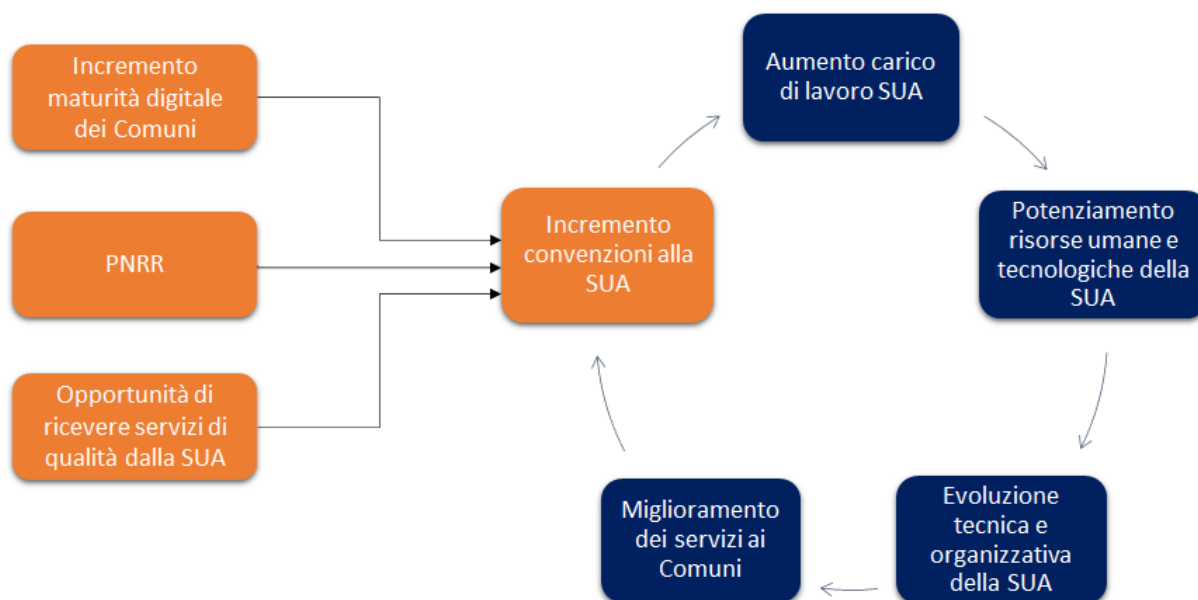 Incremento
maturità digitale
dei Comuni
PNRR
Opportunità di
ricevere servizi di
qualità dalla SUA
Incremento
convenzioni alla
SUA
Aumento carico
di lavoro SUA
Potenziamento
risorse umane e
tecnologiche della
SUA
Evoluzione
tecnica e
organizzativa
della SUA
Miglioramento
dei servizi ai
Comuni